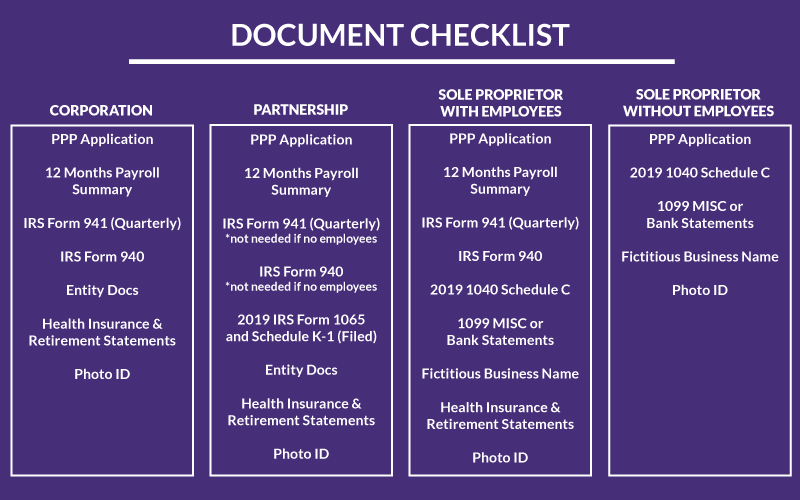 DOCUMENT CHECKLIST
CORPORATION
PPP Application
12 Months Payroll
Summary
IRS Form 941 (Quarterly)
IRS Form 940
Entity Docs
Health Insurance &
Retirement Statements
Photo ID
PARTNERSHIP
PPP Application
12 Months Payroll
Summary
IRS Form 941 (Quarterly)
*not needed if no employees
IRS Form 940
*not needed if no employees
2019 IRS Form 1065
and Schedule K-1 (Filed)
Entity Docs
Health Insurance &
Retirement Statements
Photo ID
SOLE PROPRIETOR
WITH EMPLOYEES
PPP Application
12 Months Payroll
Summary
IRS Form 941 (Quarterly)
IRS Form 940
2019 1040 Schedule C
1099 MISC or
Bank Statements
Fictitious Business Name
Health Insurance &
Retirement Statements
Photo ID
SOLE PROPRIETOR
WITHOUT EMPLOYEES
PPP Application
2019 1040 Schedule C
1099 MISC or
Bank Statements
Fictitious Business Name
Photo ID